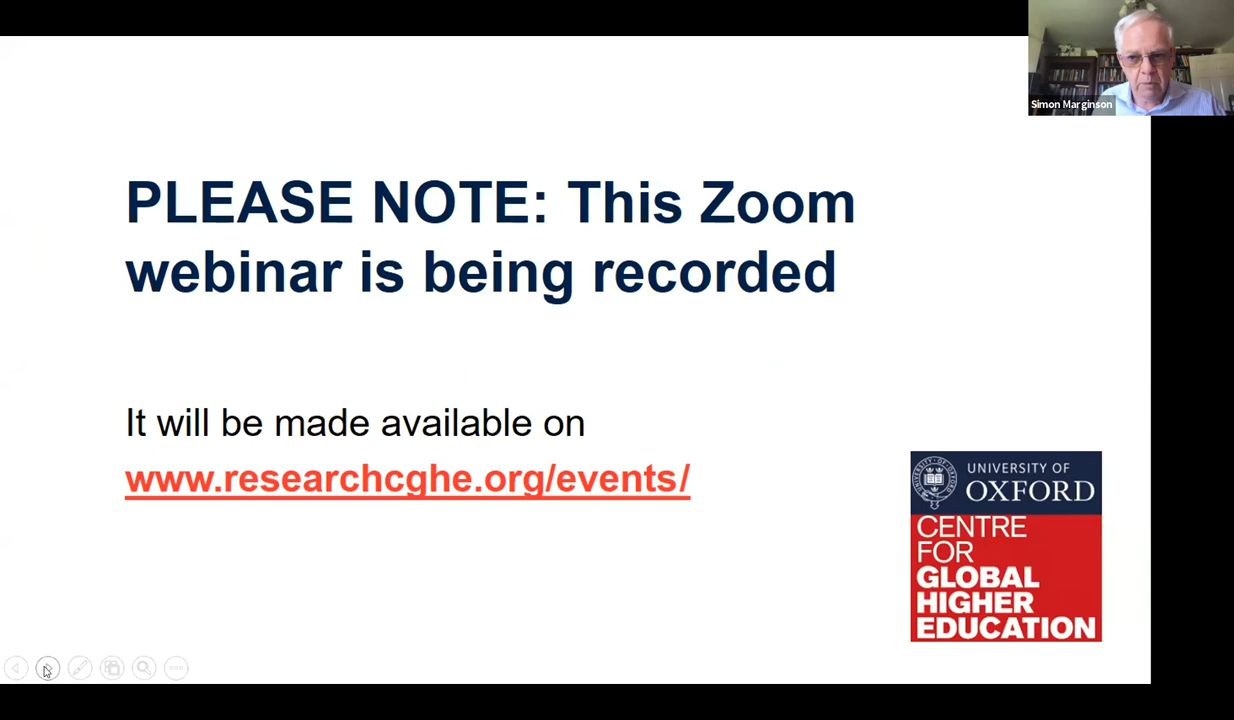 Simon Marginson
PLEASE NOTE: This Zoom
webinar is being recorded
It will be made available on
www.researchcghe.org/events/
UNIVERSITY OF
OXFORD
CENTRE
FOR
GLOBAL
HIGHER
EDUCATION